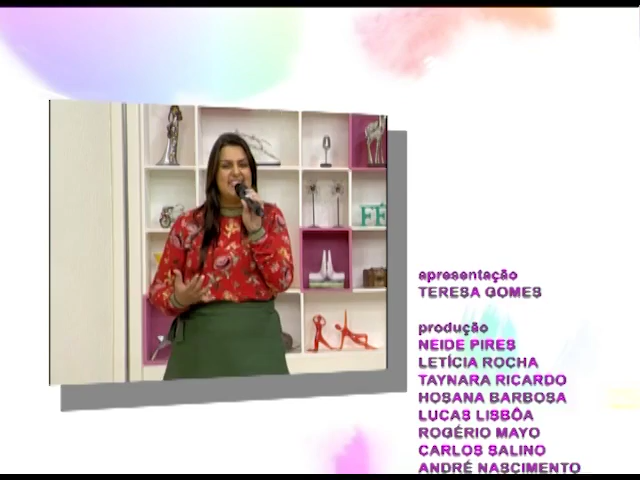 FÉ
apresentação
TERESA GOMES
produção
NEIDE PIRES
LETÍCIA ROCHA
TAYNARA RICARDO
HOSANA BARBOSA
LUCAS LISBÔA
ROGÉRIO MAYO
CARLOS SALINO
ANDRÉ NASCIMENTO